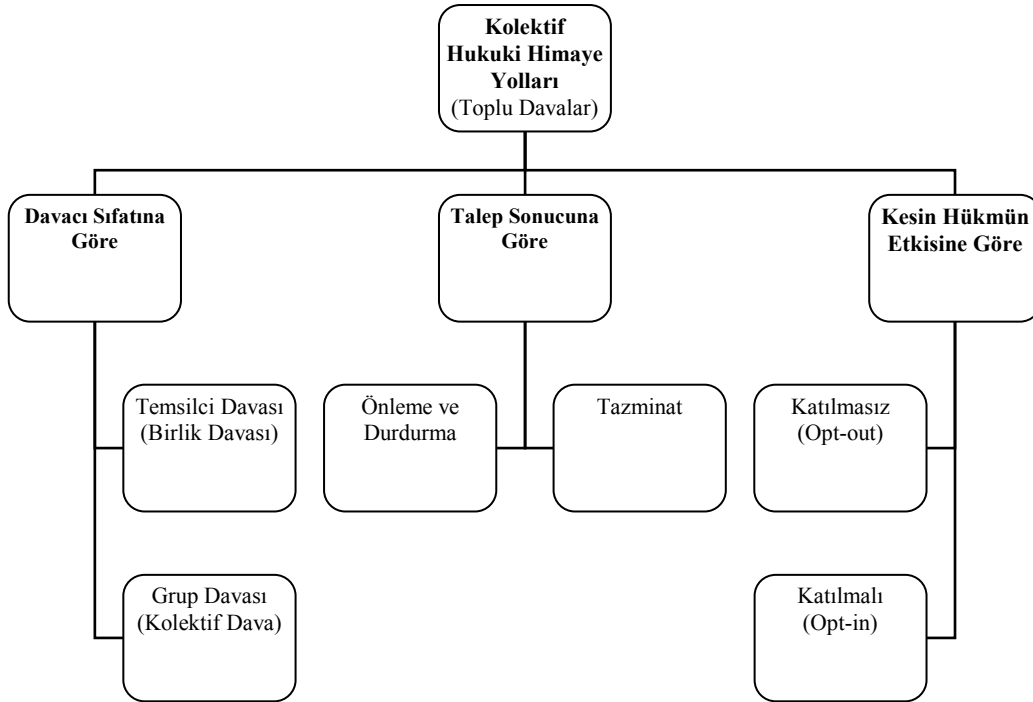 Kolektif
Hukuki Himaye
Yolları
(Toplu Davalar)
Davacı Sıfatına
Göre
Talep Sonucuna
Göre
Kesin Hükmün
Etkisine Göre
Temsilci Davası
(Birlik Davası)
Önleme ve
Durdurma
Tazminat
Katılmasız
(Opt-out)
Grup Davası
(Kolektif Dava)
Katılmalı
(Opt-in)